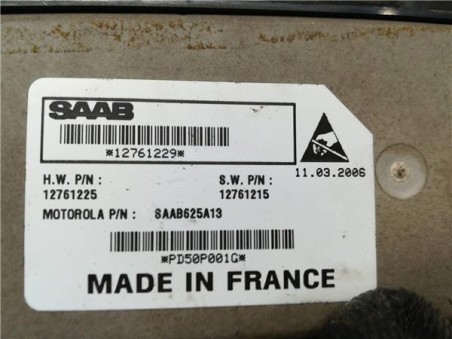 SAAB
*12761229*
11.03.2006
H.W. P/N : S.W. P/N :
12761225 12761215
MOTOROLA P/N : SAAB625A13
*PD50P001G*
MADE IN FRANCE